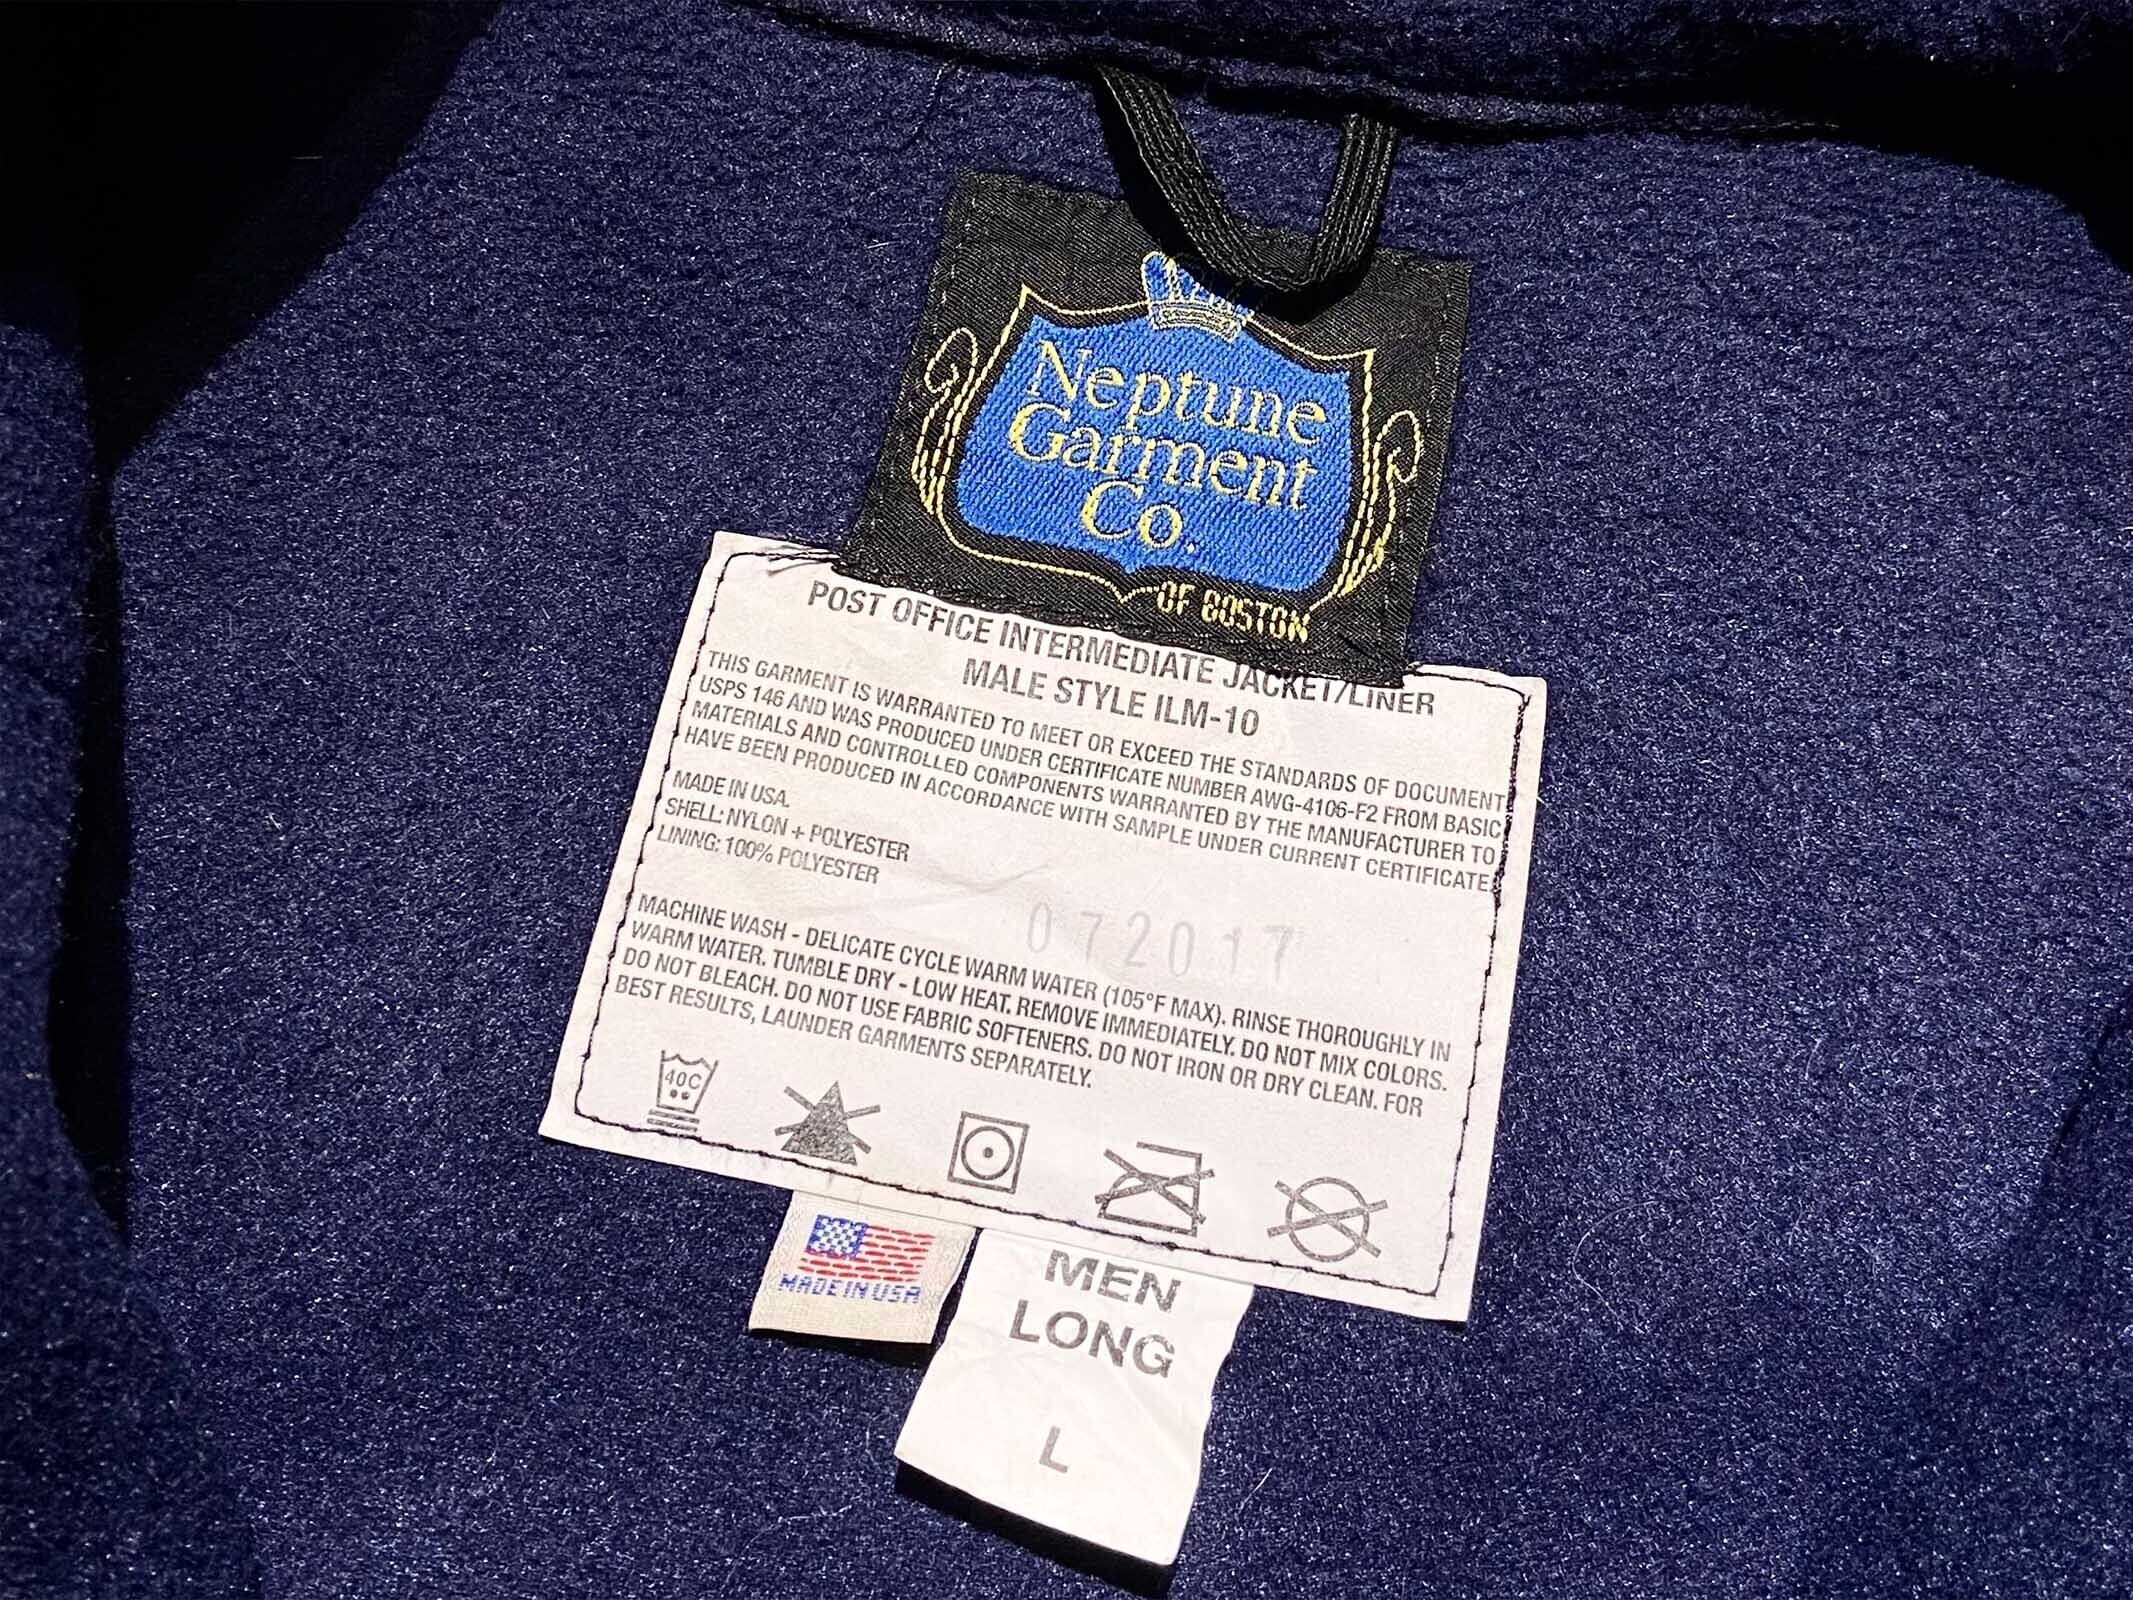 Neptune
Garment
Co.
OF BOSTON
POST OFFICE INTERMEDIATE JACKET/LINER
MALE STYLE ILM-10
THIS GARMENT IS WARRANTED TO MEET OR EXCEED THE STANDARDS OF DOCUMENT
USPS 146 AND WAS PRODUCED UNDER CERTIFICATE NUMBER AWG-4106-F2 FROM BASIC
MATERIALS AND CONTROLLED COMPONENTS WARRANTED BY THE MANUFACTURER TO
HAVE BEEN PRODUCED IN ACCORDANCE WITH SAMPLE UNDER CURRENT CERTIFICATE.
MADE IN USA.
SHELL: NYLON + POLYESTER
LINING: 100% POLYESTER
072017
MACHINE WASH - DELICATE CYCLE WARM WATER (105°F MAX). RINSE THOROUGHLY IN
WARM WATER. TUMBLE DRY - LOW HEAT. REMOVE IMMEDIATELY. DO NOT MIX COLORS.
DO NOT BLEACH. DO NOT USE FABRIC SOFTENERS. DO NOT IRON OR DRY CLEAN. FOR
BEST RESULTS, LAUNDER GARMENTS SEPARATELY.
40C
MADE IN USA
MEN
LONG
L